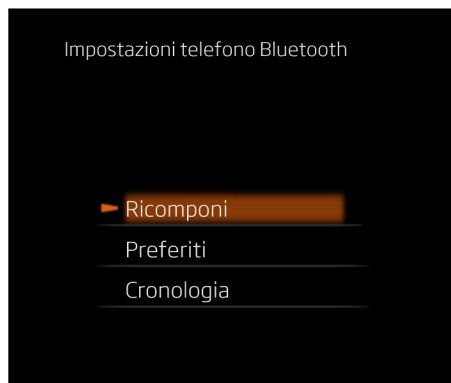 Impostazioni telefono Bluetooth
Ricomponi
Preferiti
Cronologia